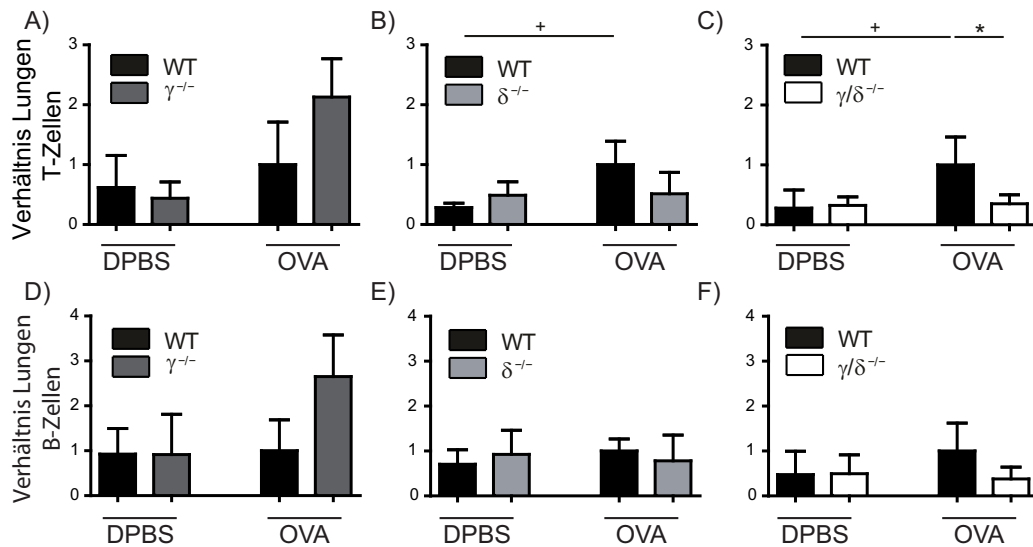 A)
Verhältnis Lungen
T-Zellen
3
2
1
0
WT
γ−/−
DPBS
OVA
B)
+
3
2
1
0
WT
δ−/−
DPBS
OVA
C)
+
*
3
2
1
0
WT
γ/δ−/−
DPBS
OVA
D)
Verhältnis Lungen
B-Zellen
4
3
2
1
0
WT
γ−/−
DPBS
OVA
E)
4
3
2
1
0
WT
δ−/−
DPBS
OVA
F)
4
3
2
1
0
WT
γ/δ−/−
DPBS
OVA